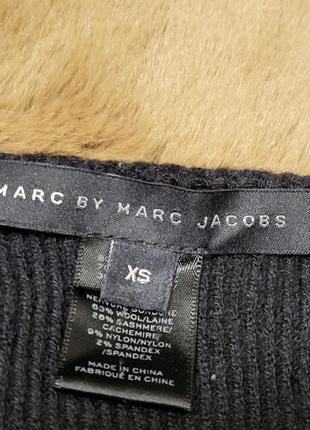 MARC BY MARC JACOBS
XS
63% WOOL/LAINE
26% CASHMERE/
CACHEMIRE
9% NYLON/NYLON
2% SPANDEX
/SPANDEX
MADE IN CHINA
FABRIQUÉ EN CHINE